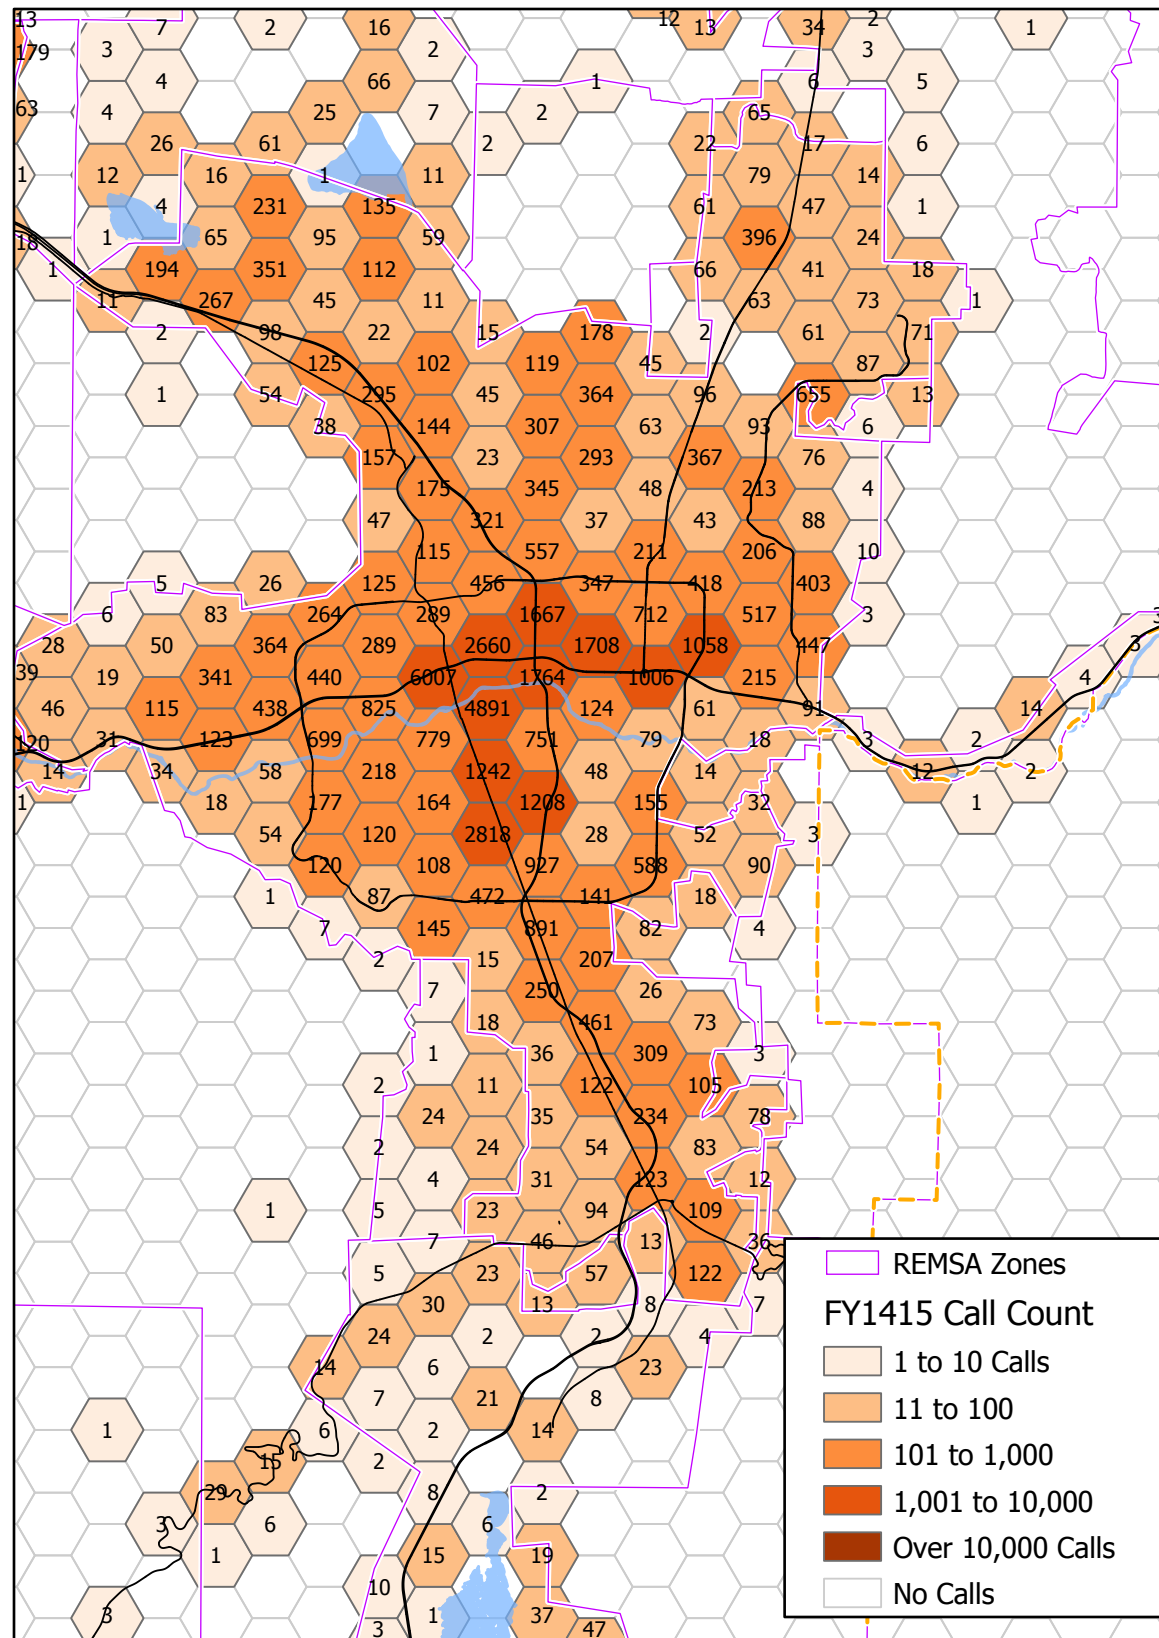 13 7 2 16 12 13 34 2 1
179 3 2 3
4 66 1 6 5
63 4 25 7 2 65
26 61 2 22 17 6
1 12 16 1 11 79 14
4 231 135 61 47 1
18 1 65 95 59 396 24
1 194 351 112 66 41 18
11 267 45 11 63 73 1
2 98 22 15 178 2 61 71
125 102 119 45 87
1 54 295 45 364 96 655 13
38 144 307 63 93 6
157 23 293 367 76
175 345 48 213 4
47 321 37 43 88
115 557 211 206 10
5 26 125 456 347 418 403
6 83 264 289 1667 712 517 3 3
28 50 364 289 2660 1708 1058 447 3
39 19 341 440 6007 1764 1006 215 4
46 115 438 825 4891 124 61 91 14
120 31 123 699 779 751 79 18 3 2
14 34 58 218 1242 48 14 12 2
1 18 177 164 1208 155 32 1
54 120 2818 28 52 3
120 108 927 588 90
1 87 472 141 18
7 145 891 82 4
2 15 207
7 250 26
18 461 73
1 36 309 3
2 11 122 105
24 35 234 78
2 24 54 83
4 31 123 12
1 5 23 94 109
7 46 13 36
5 23 57 122
30 13 8 7
24 2 2 4
14 6 23
7 21 8
1 6 2 14
15 2
29 8 2
3 6 6
1 15 19
10
3 1 37
3 47
REMSA Zones
FY1415 Call Count
1 to 10 Calls
11 to 100
101 to 1,000
1,001 to 10,000
Over 10,000 Calls
No Calls